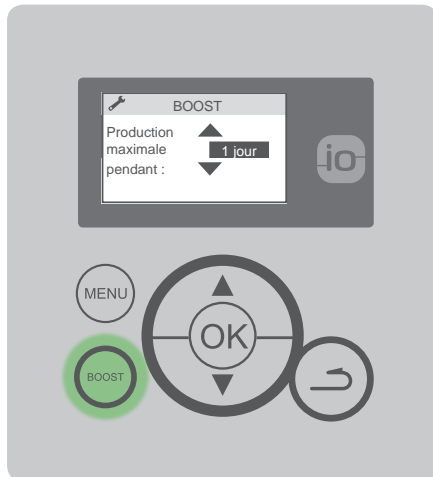 BOOST
Production
maximale
1 jour
pendant :
io
MENU
OK
BOOST